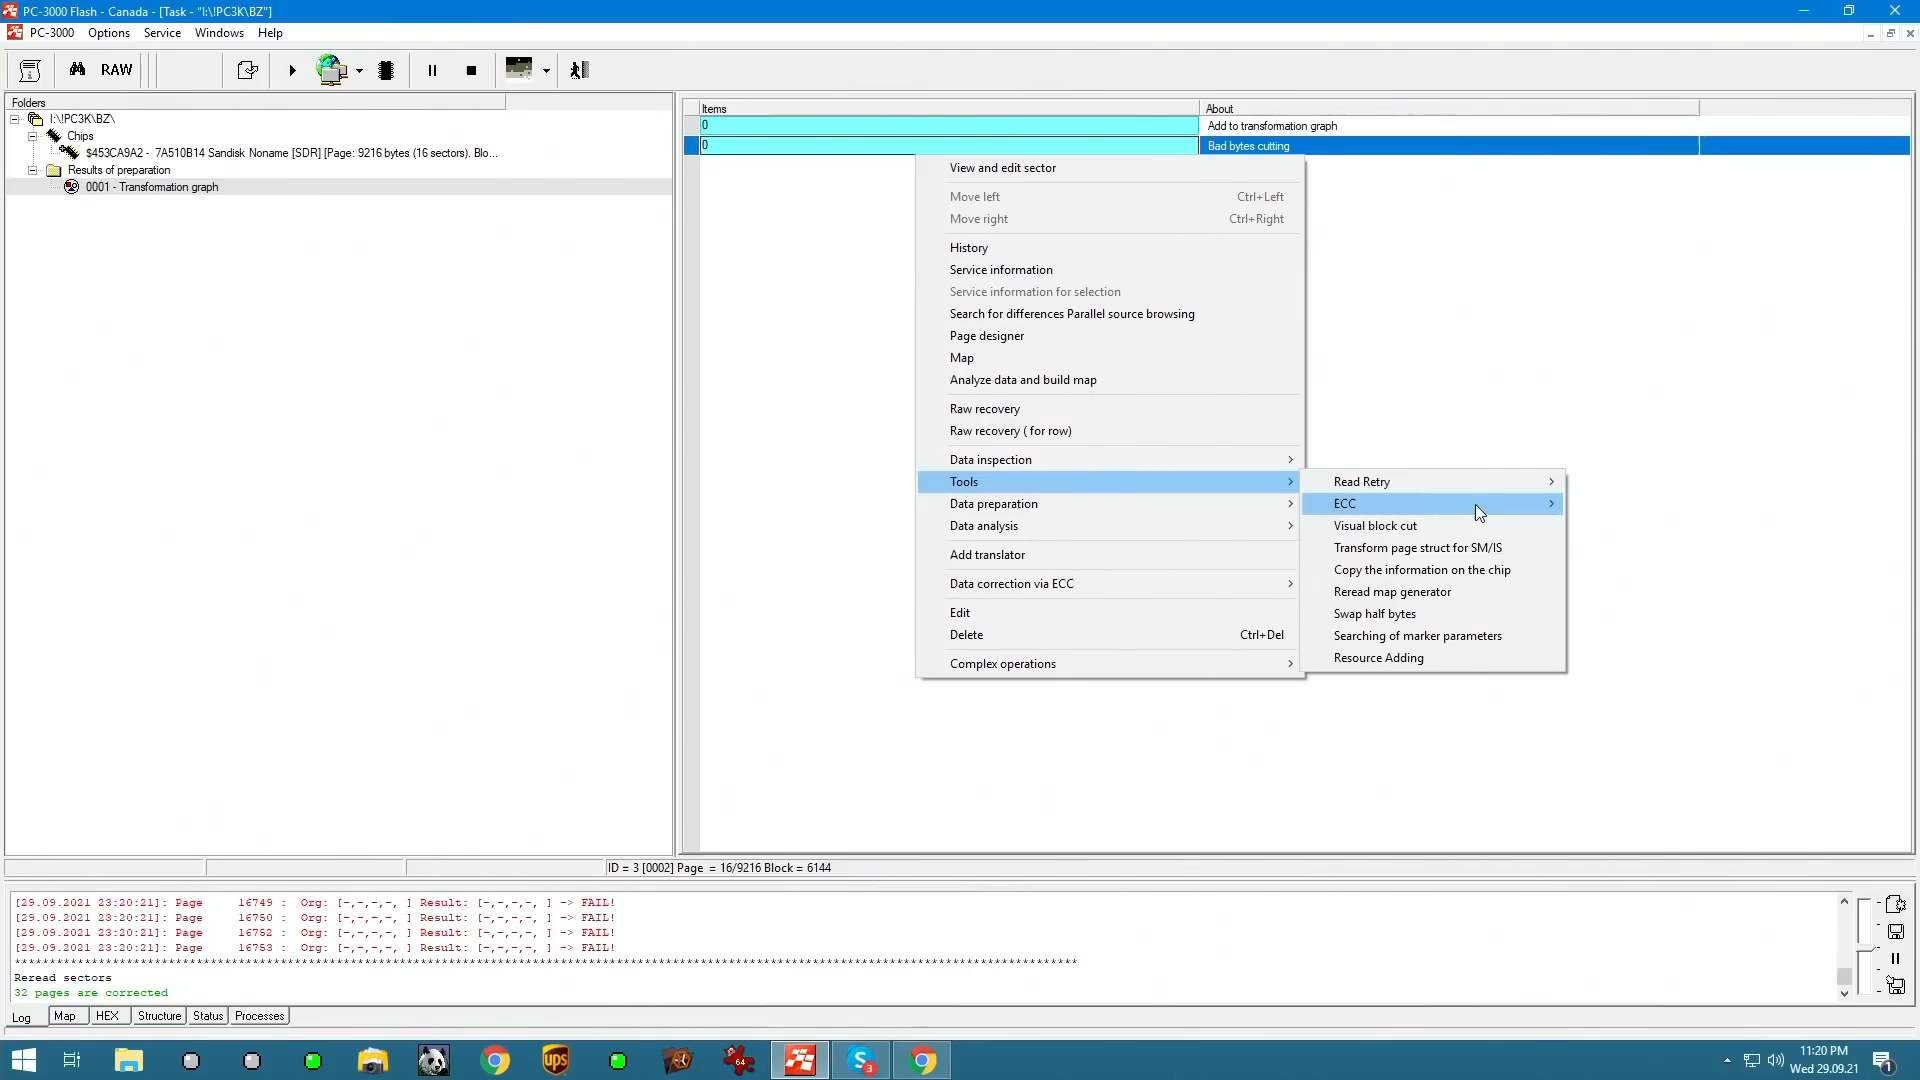 PC-3000 Flash - Canada - [Task - "I:\!PC3K\BZ"]
PC-3000 Options Service Windows Help
RAW
Folders
I:\!PC3K\BZ\
Chips
$453CA9A2 - 7A510B14 Sandisk Noname [SDR] [Page: 9216 bytes (16 sectors). Blo...
Results of preparation
0001 - Transformation graph
Items About
0 Add to transformation graph
0 Bad bytes cutting
View and edit sector
Move left Ctrl+Left
Move right Ctrl+Right
History
Service information
Service information for selection
Search for differences Parallel source browsing
Page designer
Map
Analyze data and build map
Raw recovery
Raw recovery ( for row)
Data inspection
Tools
Data preparation
Data analysis
Add translator
Data correction via ECC
Edit
Delete Ctrl+Del
Complex operations
Read Retry
ECC
Visual block cut
Transform page struct for SM/IS
Copy the information on the chip
Reread map generator
Swap half bytes
Searching of marker parameters
Resource Adding
ID = 3 [0002] Page = 16/9216 Block = 6144
[29.09.2021 23:20:21]: Page 16749 : Org: [-,-,-,-, ] Result: [-,-,-,-, ] -> FAIL!
[29.09.2021 23:20:21]: Page 16750 : Org: [-,-,-,-, ] Result: [-,-,-,-, ] -> FAIL!
[29.09.2021 23:20:21]: Page 16752 : Org: [-,-,-,-, ] Result: [-,-,-,-, ] -> FAIL!
[29.09.2021 23:20:21]: Page 16753 : Org: [-,-,-,-, ] Result: [-,-,-,-, ] -> FAIL!
Reread sectors
32 pages are corrected
Log Map HEX Structure Status Processes
ups
64
S
3
11:20 PM
Wed 29.09.21
1